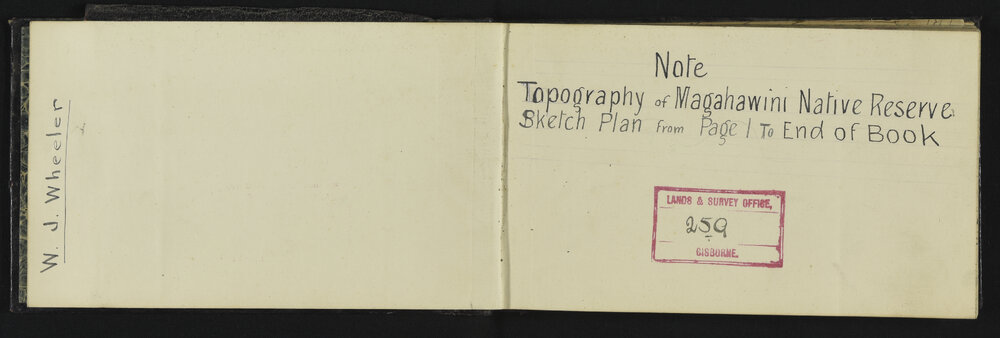 W. J. Wheeler
Note
Topography of Magahawini Native Reserve
Sketch Plan From Page 1 To End of Book
LANDS & SURVEY OFFICE,
259
GISBORNE.